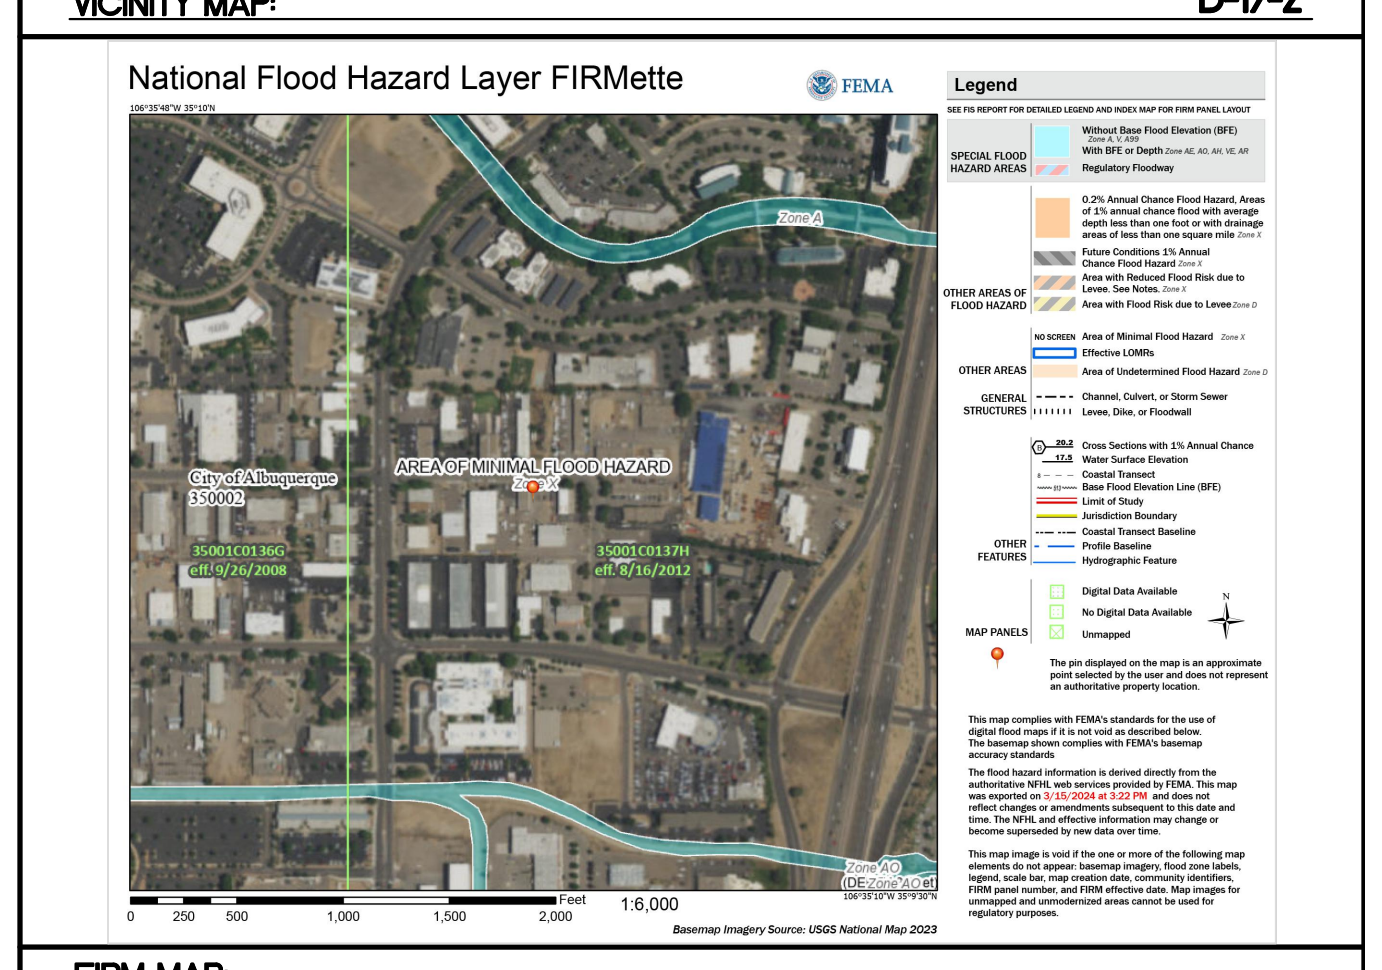 VICINITY MAP:
D-17-Z
National Flood Hazard Layer FIRMette
FEMA
106°35'48"W 35°10'N
Zone A
AREA OF MINIMAL FLOOD HAZARD
Zone X
City of Albuquerque
350002
35001C0136G
eff. 9/26/2008
35001C0137H
eff. 8/16/2012
Zone AO
(DE Zone AO et)
106°35'10"W 35°9'30"N
Feet
1:6,000
0 250 500 1,000 1,500 2,000
Basemap Imagery Source: USGS National Map 2023
Legend
SEE FIS REPORT FOR DETAILED LEGEND AND INDEX MAP FOR FIRM PANEL LAYOUT
SPECIAL FLOOD
HAZARD AREAS
Without Base Flood Elevation (BFE)
Zone A, V, A99
With BFE or Depth Zone AE, AO, AH, VE, AR
Regulatory Floodway
OTHER AREAS OF
FLOOD HAZARD
0.2% Annual Chance Flood Hazard, Areas
of 1% annual chance flood with average
depth less than one foot or with drainage
areas of less than one square mile Zone X
Future Conditions 1% Annual
Chance Flood Hazard Zone X
Area with Reduced Flood Risk due to
Levee. See Notes. Zone X
Area with Flood Risk due to Levee Zone D
OTHER AREAS
NO SCREEN Area of Minimal Flood Hazard Zone X
Effective LOMRs
Area of Undetermined Flood Hazard Zone D
GENERAL
STRUCTURES
Channel, Culvert, or Storm Sewer
Levee, Dike, or Floodwall
OTHER
FEATURES
B 20.2 Cross Sections with 1% Annual Chance
17.5 Water Surface Elevation
8 Coastal Transect
513 Base Flood Elevation Line (BFE)
Limit of Study
Jurisdiction Boundary
Coastal Transect Baseline
Profile Baseline
Hydrographic Feature
MAP PANELS
Digital Data Available
No Digital Data Available
Unmapped
N
The pin displayed on the map is an approximate
point selected by the user and does not represent
an authoritative property location.
This map complies with FEMA's standards for the use of
digital flood maps if it is not void as described below.
The basemap shown complies with FEMA's basemap
accuracy standards
The flood hazard information is derived directly from the
authoritative NFHL web services provided by FEMA. This map
was exported on 3/15/2024 at 3:22 PM and does not
reflect changes or amendments subsequent to this date and
time. The NFHL and effective information may change or
become superseded by new data over time.
This map image is void if the one or more of the following map
elements do not appear: basemap imagery, flood zone labels,
legend, scale bar, map creation date, community identifiers,
FIRM panel number, and FIRM effective date. Map images for
unmapped and unmodernized areas cannot be used for
regulatory purposes.
FIRM MAP: